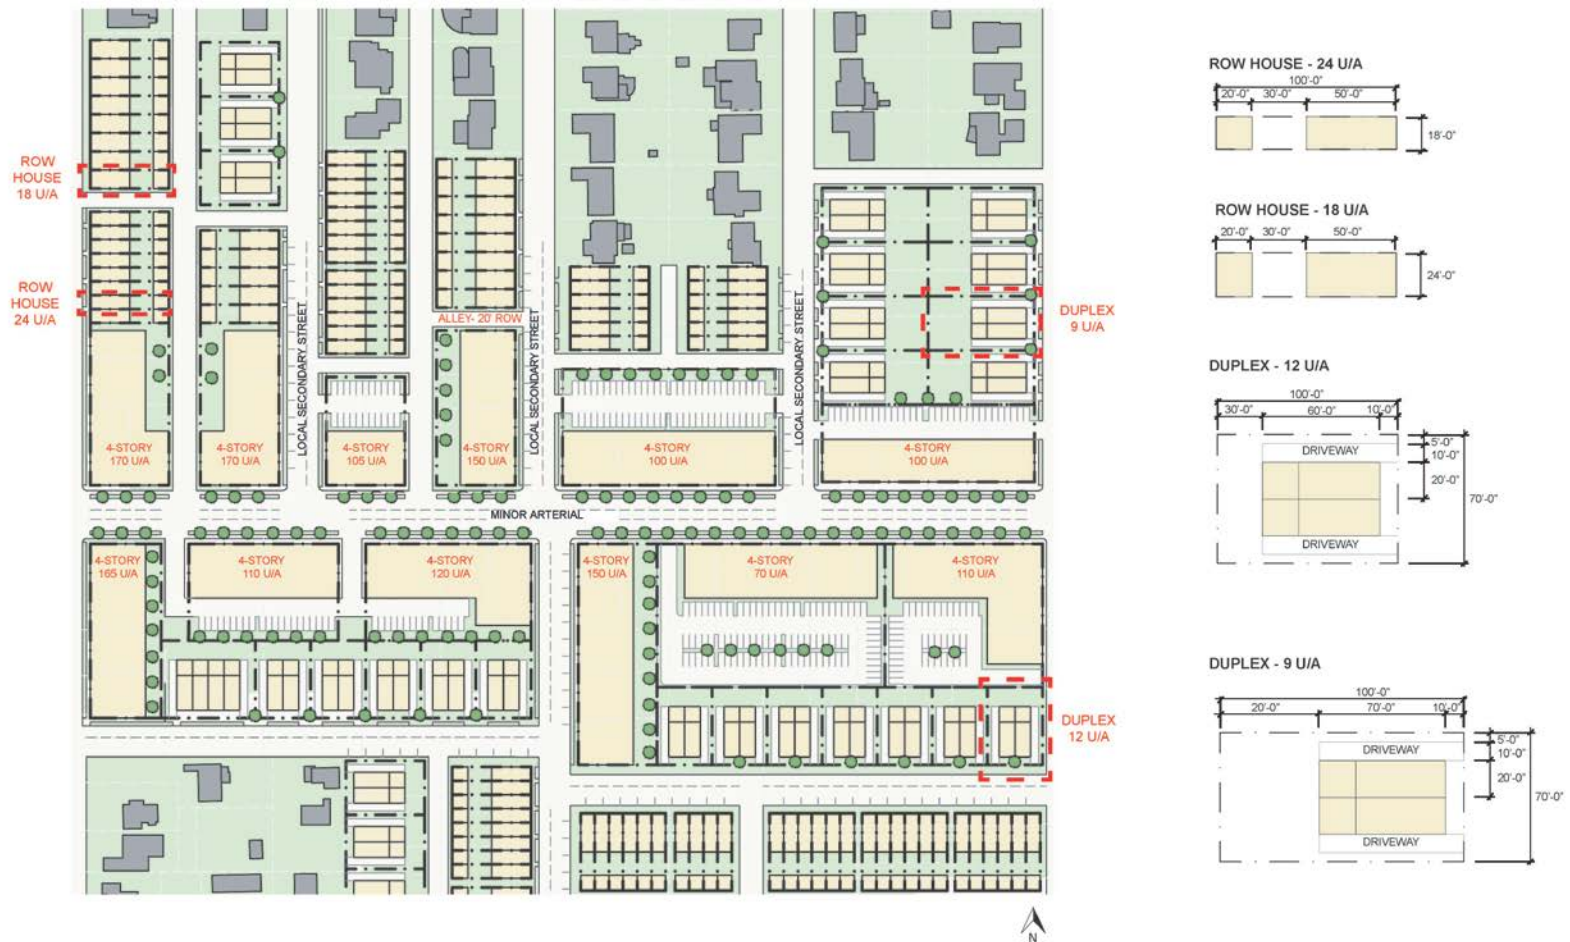 ROW
HOUSE
18 U/A
ROW
HOUSE
24 U/A
LOCAL SECONDARY STREET
ALLEY- 20' ROW
LOCAL SECONDARY STREET
LOCAL SECONDARY STREET
DUPLEX
9 U/A
4-STORY
170 U/A
4-STORY
170 U/A
4-STORY
105 U/A
4-STORY
150 U/A
4-STORY
100 U/A
4-STORY
100 U/A
MINOR ARTERIAL
4-STORY
165 U/A
4-STORY
110 U/A
4-STORY
120 U/A
4-STORY
150 U/A
4-STORY
70 U/A
4-STORY
110 U/A
DUPLEX
12 U/A
N
ROW HOUSE - 24 U/A
100'-0"
20'-0" 30'-0" 50'-0"
18'-0"
ROW HOUSE - 18 U/A
20'-0" 30'-0" 50'-0"
24'-0"
DUPLEX - 12 U/A
100'-0"
30'-0" 60'-0" 10'-0"
DRIVEWAY
5'-0"
10'-0"
20'-0"
70'-0"
DRIVEWAY
DUPLEX - 9 U/A
100'-0"
20'-0" 70'-0" 10'-0"
DRIVEWAY
5'-0"
10'-0"
20'-0"
70'-0"
DRIVEWAY